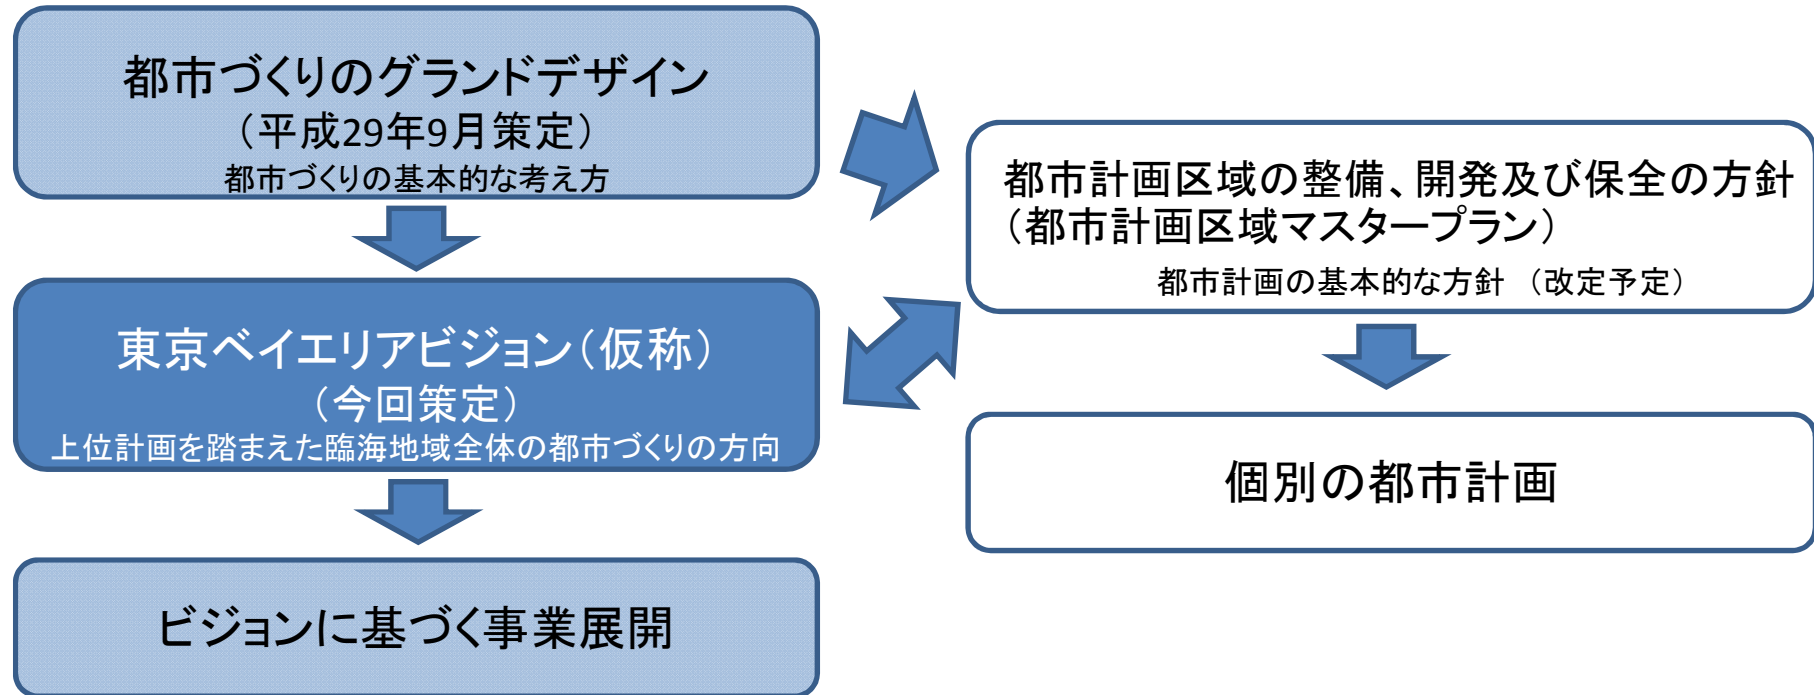 都市づくりのグランドデザイン
（平成29年9月策定）
都市づくりの基本的な考え方
東京ベイエリアビジョン（仮称）
（今回策定）
上位計画を踏まえた臨海地域全体の都市づくりの方向
ビジョンに基づく事業展開
都市計画区域の整備、開発及び保全の方針
（都市計画区域マスタープラン）
都市計画の基本的な方針　（改定予定）
個別の都市計画